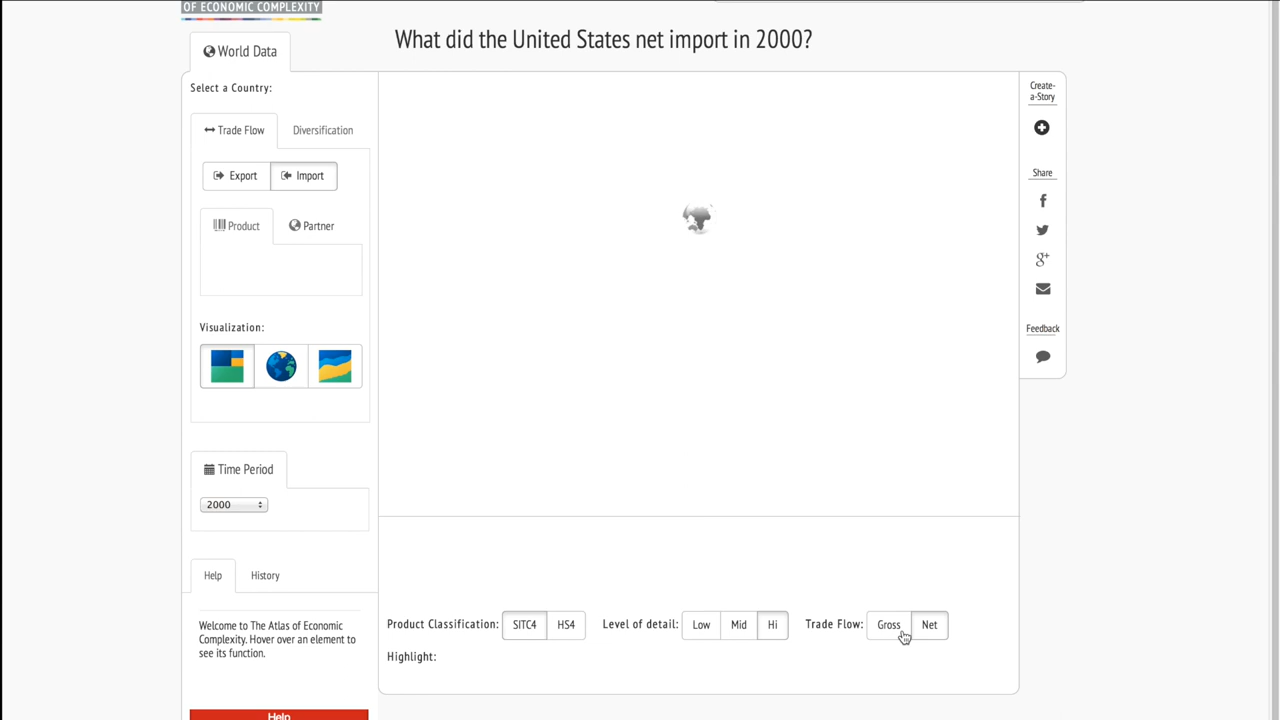 OF ECONOMIC COMPLEXITY
What did the United States net import in 2000?
World Data
Select a Country:
Trade Flow
Diversification
Export
Import
Product
Partner
Visualization:
Time Period
2000
Help
History
Welcome to The Atlas of Economic
Complexity. Hover over an element to
see its function.
Help
Product Classification: SITC4 HS4 Level of detail: Low Mid Hi Trade Flow: Gross Net
Highlight:
Create-
a-Story
Share
f
g+
Feedback